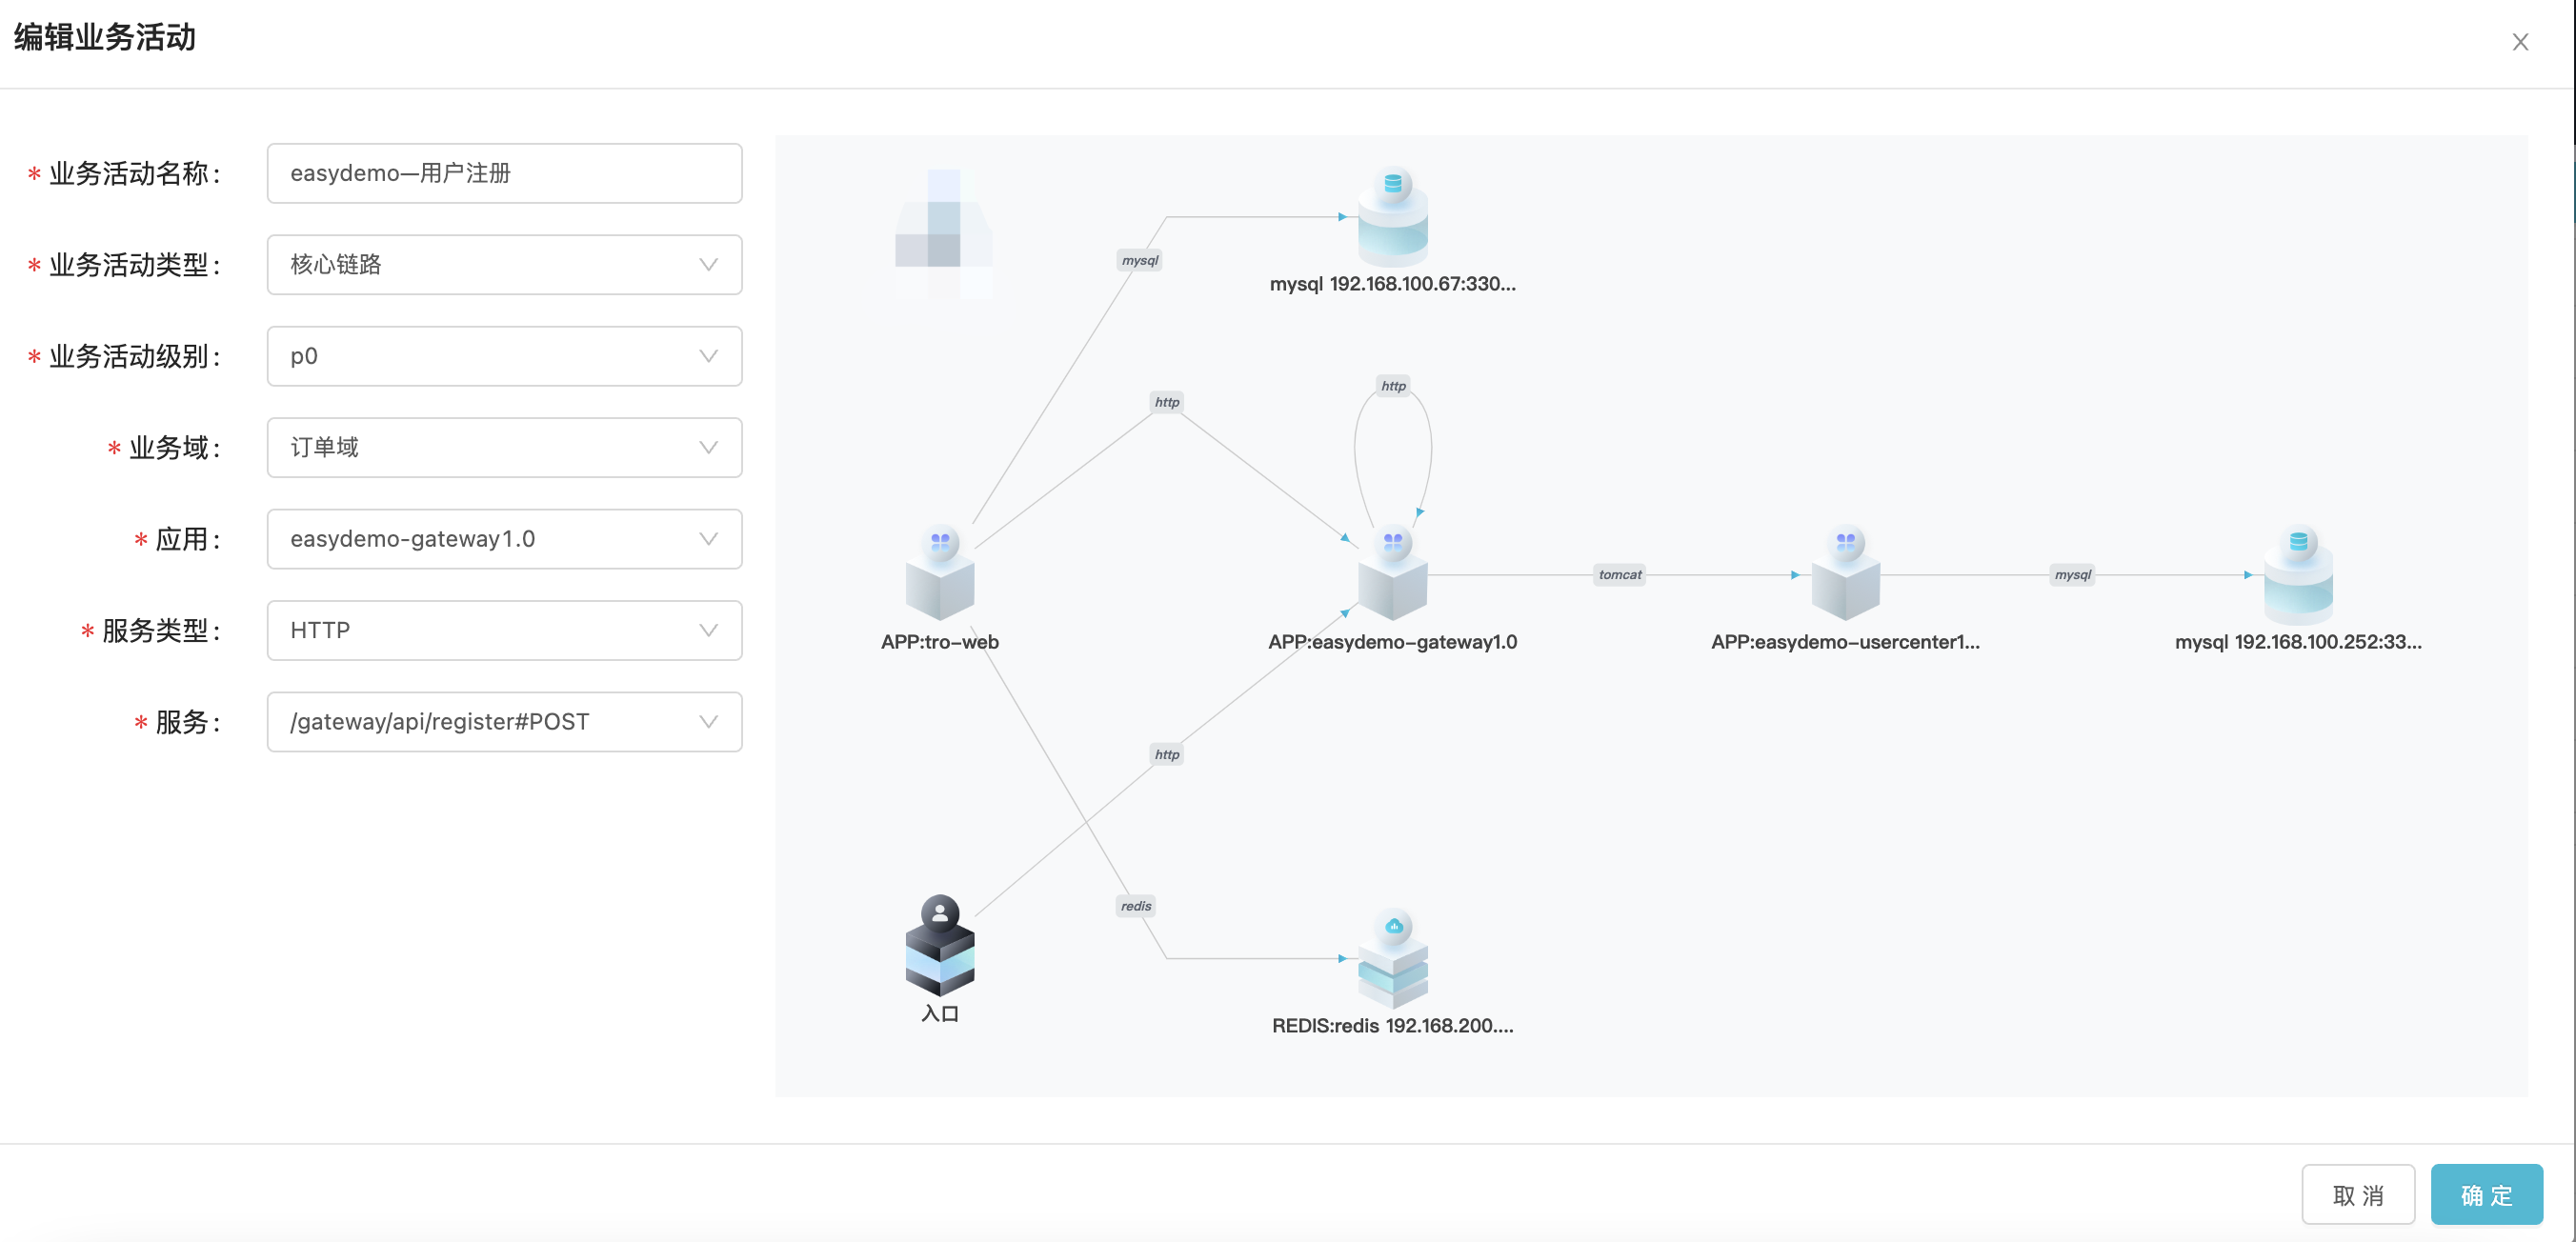 编辑业务活动
* 业务活动名称: easydemo—用户注册
* 业务活动类型: 核心链路
* 业务活动级别: p0
* 业务域: 订单域
* 应用: easydemo-gateway1.0
* 服务类型: HTTP
* 服务: /gateway/api/register#POST
mysql
mysql 192.168.100.67:330...
http
http
APP:tro-web
APP:easydemo-gateway1.0
tomcat
APP:easydemo-usercenter1...
mysql
mysql 192.168.100.252:33...
http
redis
入口
REDIS:redis 192.168.200....
取 消
确 定